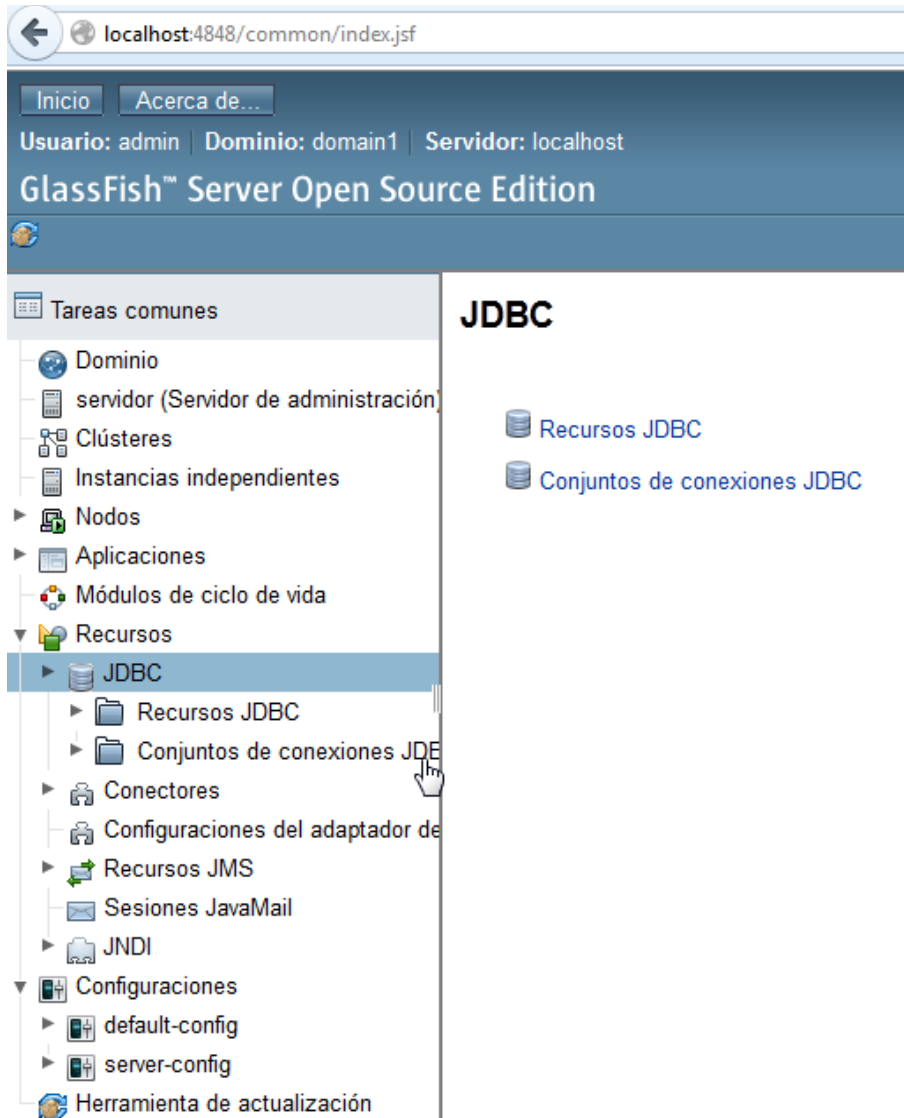 localhost:4848/common/index.jsf
Inicio Acerca de...
Usuario: admin Dominio: domain1 Servidor: localhost
GlassFish™ Server Open Source Edition
Tareas comunes
Dominio
servidor (Servidor de administración)
Clústeres
Instancias independientes
Nodos
Aplicaciones
Módulos de ciclo de vida
Recursos
JDBC
Recursos JDBC
Conjuntos de conexiones
Conectores
Configuraciones del adaptador de
Recursos JMS
Sesiones JavaMail
JNDI
Configuraciones
default-config
server-config
Herramienta de actualización
JDBC
Recursos JDBC
Conjuntos de conexiones JDBC